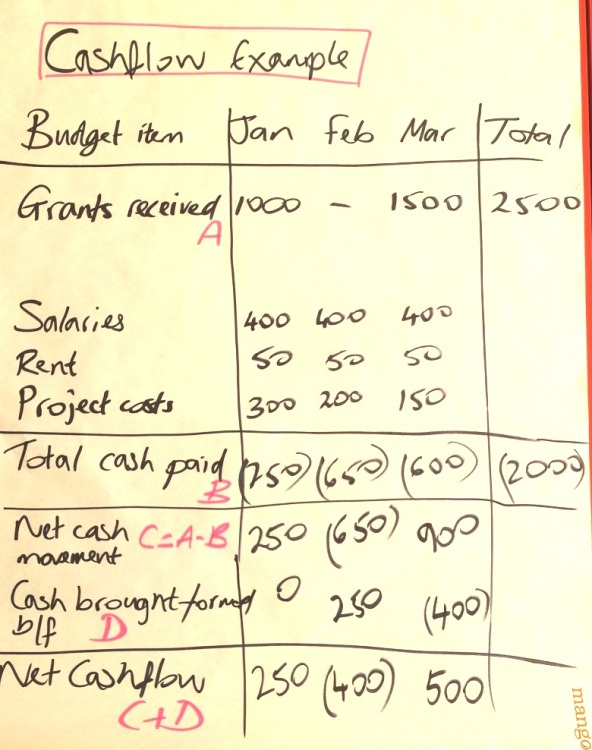 Cashflow Example
Budget item Jan Feb Mar Total
Grants received 1000 - 1500 2500
A
Salaries 400 400 400
Rent 50 50 50
Project costs 300 200 150
Total cash paid (750) (650) (600) (2000)
B
Net cash C=A-B 250 (650) 900
movement
Cash brought forward 0 250 (400)
b/f D
Net Cashflow 250 (400) 500
C+D
mango